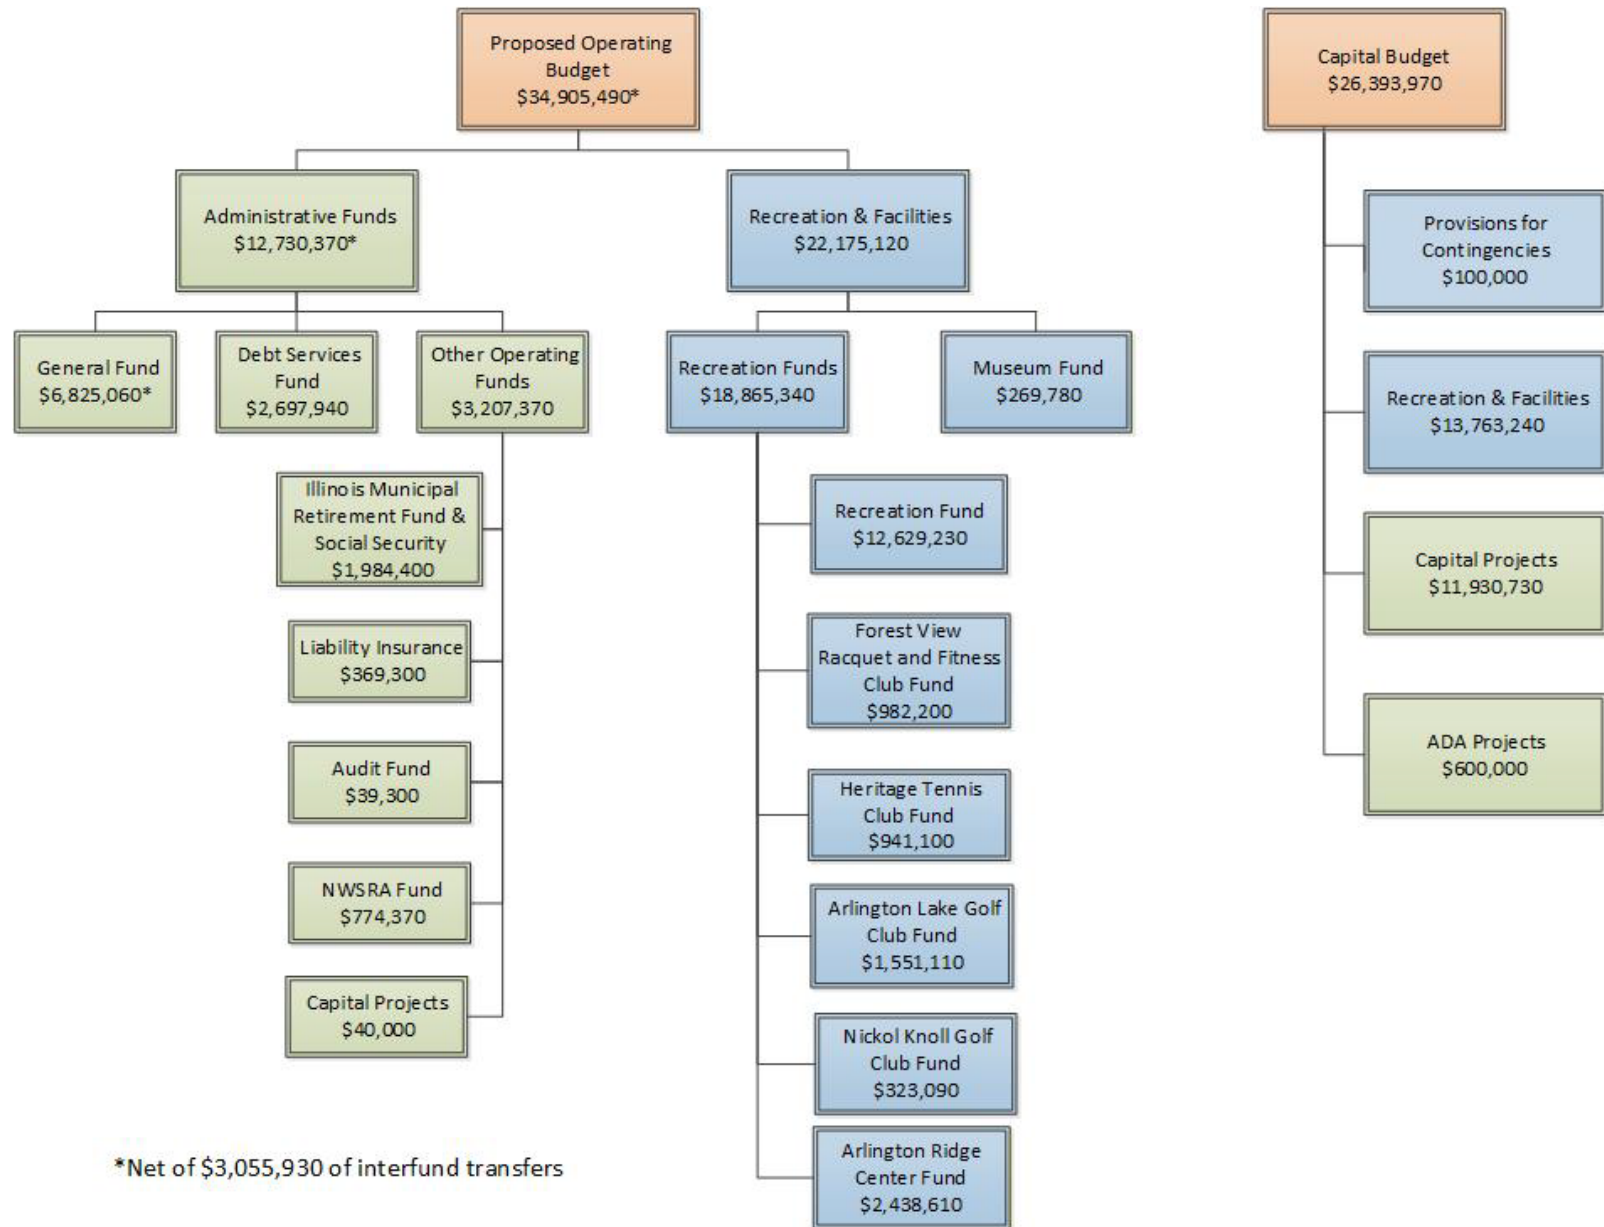 Proposed Operating
Budget
$34,905,490*
Capital Budget
$26,393,970
Administrative Funds
$12,730,370*
Recreation & Facilities
$22,175,120
Provisions for
Contingencies
$100,000
General Fund
$6,825,060*
Debt Services
Fund
$2,697,940
Other Operating
Funds
$3,207,370
Recreation Funds
$18,865,340
Museum Fund
$269,780
Recreation & Facilities
$13,763,240
Illinois Municipal
Retirement Fund &
Social Security
$1,984,400
Recreation Fund
$12,629,230
Capital Projects
$11,930,730
Liability Insurance
$369,300
Forest View
Racquet and Fitness
Club Fund
$982,200
ADA Projects
$600,000
Audit Fund
$39,300
Heritage Tennis
Club Fund
$941,100
NWSRA Fund
$774,370
Arlington Lake Golf
Club Fund
$1,551,110
Capital Projects
$40,000
Nickol Knoll Golf
Club Fund
$323,090
Arlington Ridge
Center Fund
$2,438,610
*Net of $3,055,930 of interfund transfers